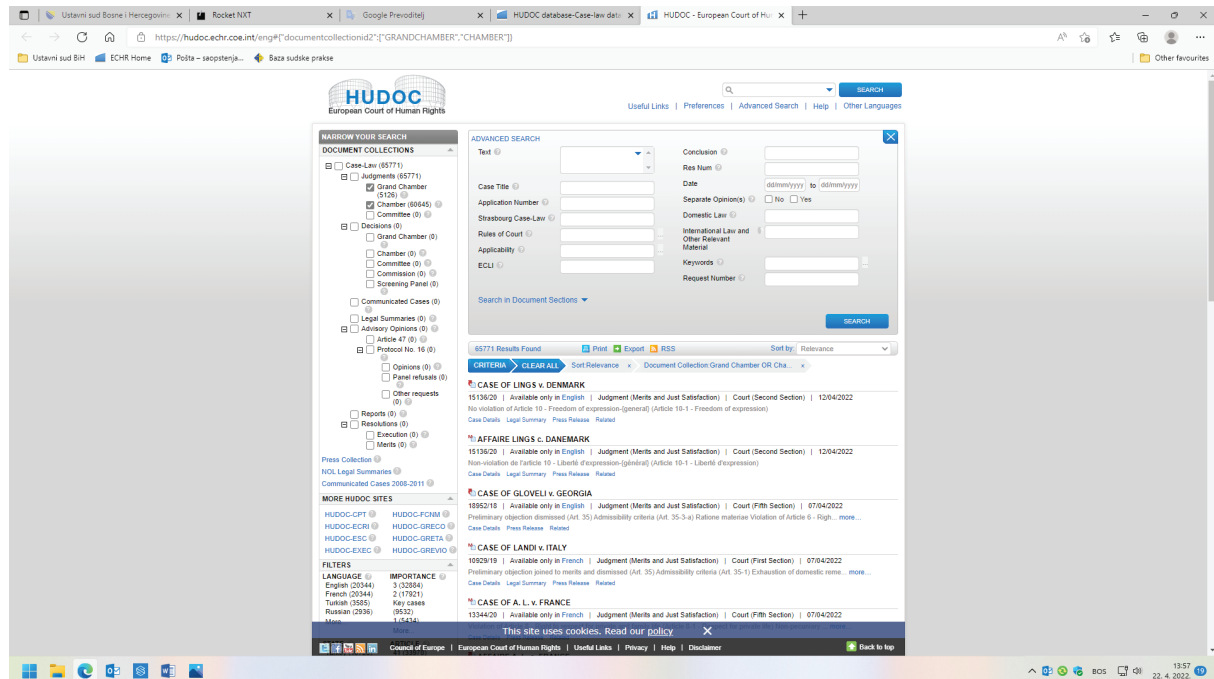 Ustavni sud Bosne i Hercegovine
Rocket NXT
Google Prevoditelj
HUDOC database-Case-law data
HUDOC - European Court of Hu
https://hudoc.echr.coe.int/eng#{"documentcollectionid2":["GRANDCHAMBER","CHAMBER"]}
Ustavni sud BiH ECHR Home Pošta – saopstenja... Baza sudske prakse
Other favourites
HUDOC
European Court of Human Rights
SEARCH
Useful Links | Preferences | Advanced Search | Help | Other Languages
NARROW YOUR SEARCH
DOCUMENT COLLECTIONS
Case-Law (65771)
Judgments (65771)
Grand Chamber
(5126)
Chamber (60645)
Committee (0)
Decisions (0)
Grand Chamber (0)
Chamber (0)
Committee (0)
Commission (0)
Screening Panel (0)
Communicated Cases (0)
Legal Summaries (0)
Advisory Opinions (0)
Article 47 (0)
Protocol No. 16 (0)
Opinions (0)
Panel refusals (0)
Other requests
(0)
Reports (0)
Resolutions (0)
Execution (0)
Merits (0)
Press Collection
NOL Legal Summaries
Communicated Cases 2008-2011
MORE HUDOC SITES
HUDOC-CPT HUDOC-FCNM
HUDOC-ECRI HUDOC-GRECO
HUDOC-ESC HUDOC-GRETA
HUDOC-EXEC HUDOC-GREVIO
FILTERS
LANGUAGE IMPORTANCE
English (20344) 3 (32884)
French (20344) 2 (17921)
Turkish (3585) Key cases
Russian (2936) (9532)
More... 1 (5434)
More...
ADVANCED SEARCH
Text
Case Title
Application Number
Strasbourg Case-Law
Rules of Court
Applicability
ECLI
Conclusion
Res Num
Date dd/mm/yyyy to dd/mm/yyyy
Separate Opinion(s) No Yes
Domestic Law
International Law and
Other Relevant
Material
Keywords
Request Number
Search in Document Sections
SEARCH
65771 Results Found Print Export RSS Sort by: Relevance
CRITERIA CLEAR ALL Sort:Relevance x Document Collection:Grand Chamber OR Cha... x
CASE OF LINGS v. DENMARK
15136/20 | Available only in English | Judgment (Merits and Just Satisfaction) | Court (Second Section) | 12/04/2022
No violation of Article 10 - Freedom of expression-{general} (Article 10-1 - Freedom of expression)
Case Details Legal Summary Press Release Related
AFFAIRE LINGS c. DANEMARK
15136/20 | Available only in English | Judgment (Merits and Just Satisfaction) | Court (Second Section) | 12/04/2022
Non-violation de l'article 10 - Liberté d'expression-{général} (Article 10-1 - Liberté d'expression)
Case Details Legal Summary Press Release Related
CASE OF GLOVELI v. GEORGIA
18952/18 | Available only in English | Judgment (Merits and Just Satisfaction) | Court (Fifth Section) | 07/04/2022
Preliminary objection dismissed (Art. 35) Admissibility criteria (Art. 35-3-a) Ratione materiae Violation of Article 6 - Righ... more...
Case Details Press Release Related
CASE OF LANDI v. ITALY
10929/19 | Available only in French | Judgment (Merits and Just Satisfaction) | Court (First Section) | 07/04/2022
Preliminary objection joined to merits and dismissed (Art. 35) Admissibility criteria (Art. 35-1) Exhaustion of domestic reme... more...
Case Details Legal Summary Press Release Related
CASE OF A. L. v. FRANCE
13344/20 | Available only in French | Judgment (Merits and Just Satisfaction) | Court (Fifth Section) | 07/04/2022
This site uses cookies. Read our policy X
Council of Europe | European Court of Human Rights | Useful Links | Privacy | Help | Disclaimer
Back to top
BOS
13:57
22. 4. 2022.
19